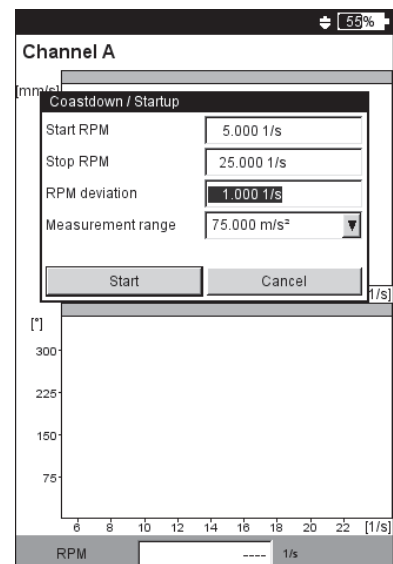 55%
Channel A
[mm/s]
Coastdown / Startup
Start RPM 5.000 1/s
Stop RPM 25.000 1/s
RPM deviation 1.000 1/s
Measurement range 75.000 m/s²
Start Cancel
1/s]
[°]
300
225
150
75
6 8 10 12 14 16 18 20 22 [1/s]
RPM ---- 1/s